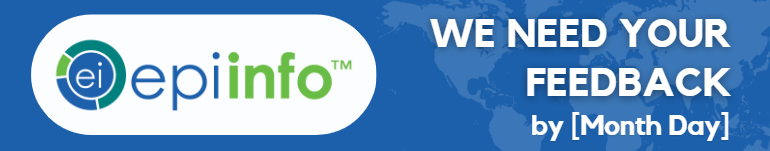 ei epiinfo™
WE NEED YOUR
FEEDBACK
by [Month Day]